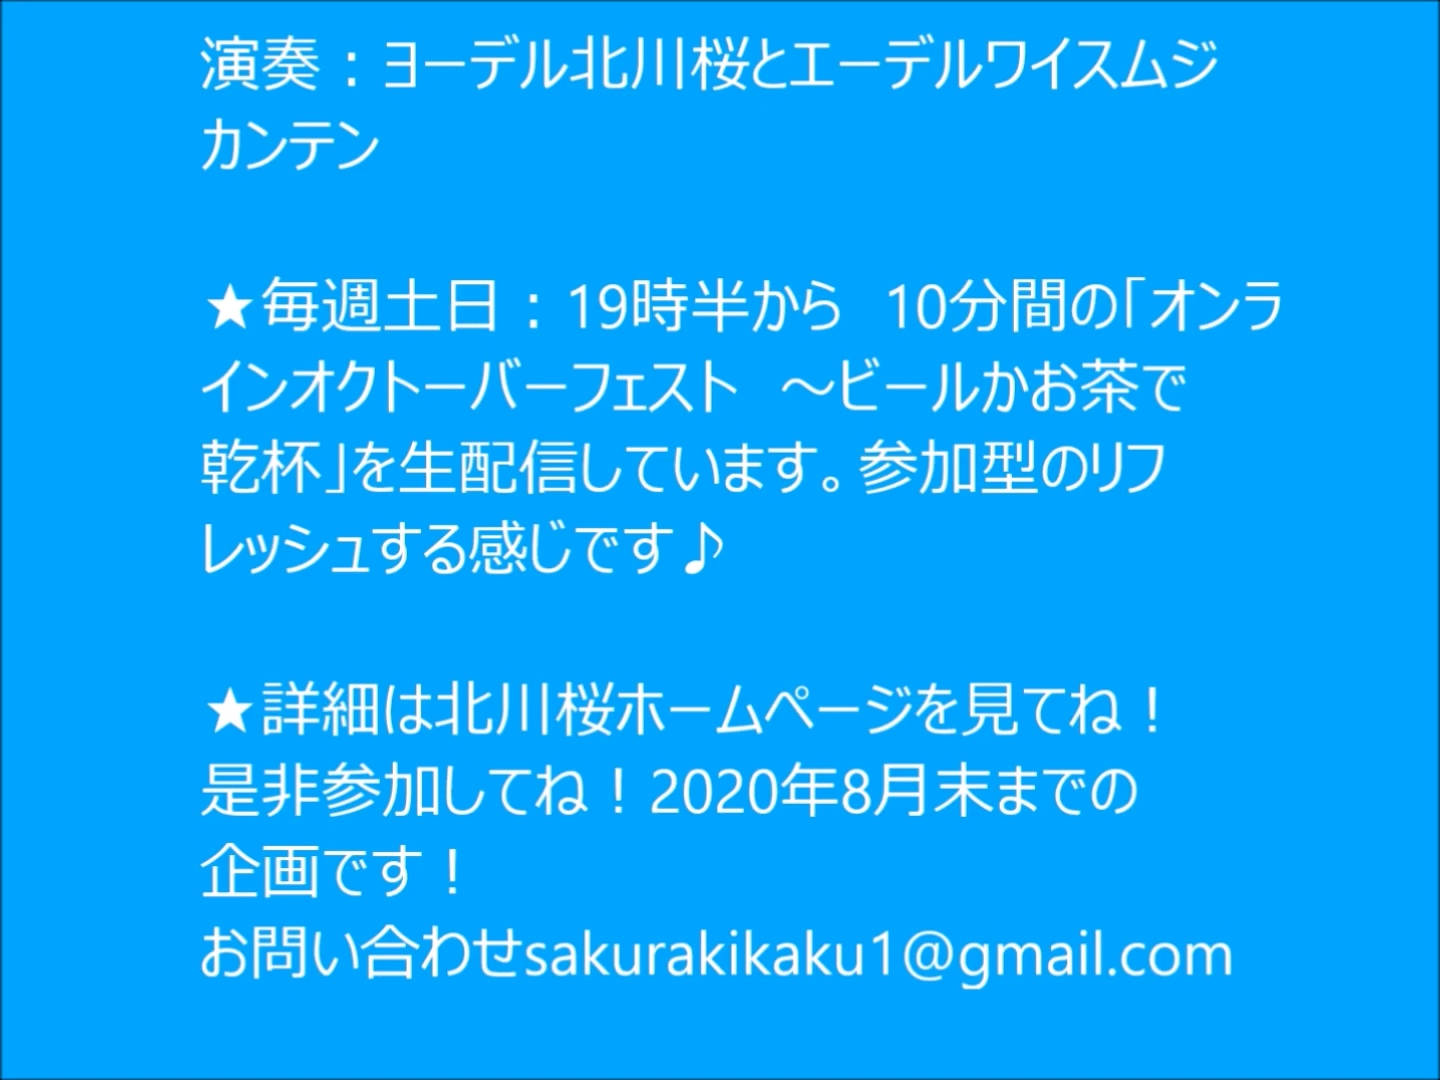 演奏：ヨーデル北川桜とエーデルワイスムジ
カンテン
★毎週土日：19時半から　10分間の「オンラ
インオクトーバーフェスト　～ビールかお茶で
乾杯」を生配信しています。参加型のリフ
レッシュする感じです♪
★詳細は北川桜ホームページを見てね！
是非参加してね！2020年8月末までの
企画です！
お問い合わせsakurakikaku1@gmail.com